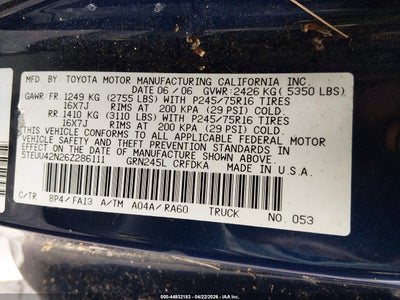 MFD. BY TOYOTA MOTOR MANUFACTURING CALIFORNIA INC.
DATE 06/06 GVWR: 2426 KG ( 5350 LBS)
GAWR: FR. 1249 KG (2755 LBS) WITH P245/75R16 TIRES
16X7J RIMS AT 200 KPA (29 PSI) COLD.
RR. 1410 KG (3110 LBS) WITH P245/75R16 TIRES
16X7J RIMS AT 200 KPA (29 PSI) COLD.
THIS VEHICLE CONFORMS TO ALL APPLICABLE FEDERAL MOTOR
VEHICLE SAFETY AND THEFT PREVENTION STANDARDS IN
EFFECT ON THE DATE OF MANUFACTURE SHOWN ABOVE.
5TEUU42N26Z286111 GRN245L CRFDKA MADE IN U.S.A.
C/TR 8P4/FA13 A/TM A04A/RA60 TRUCK NO. 053
000-44932183 - 04/22/2026 - IAAI.COM